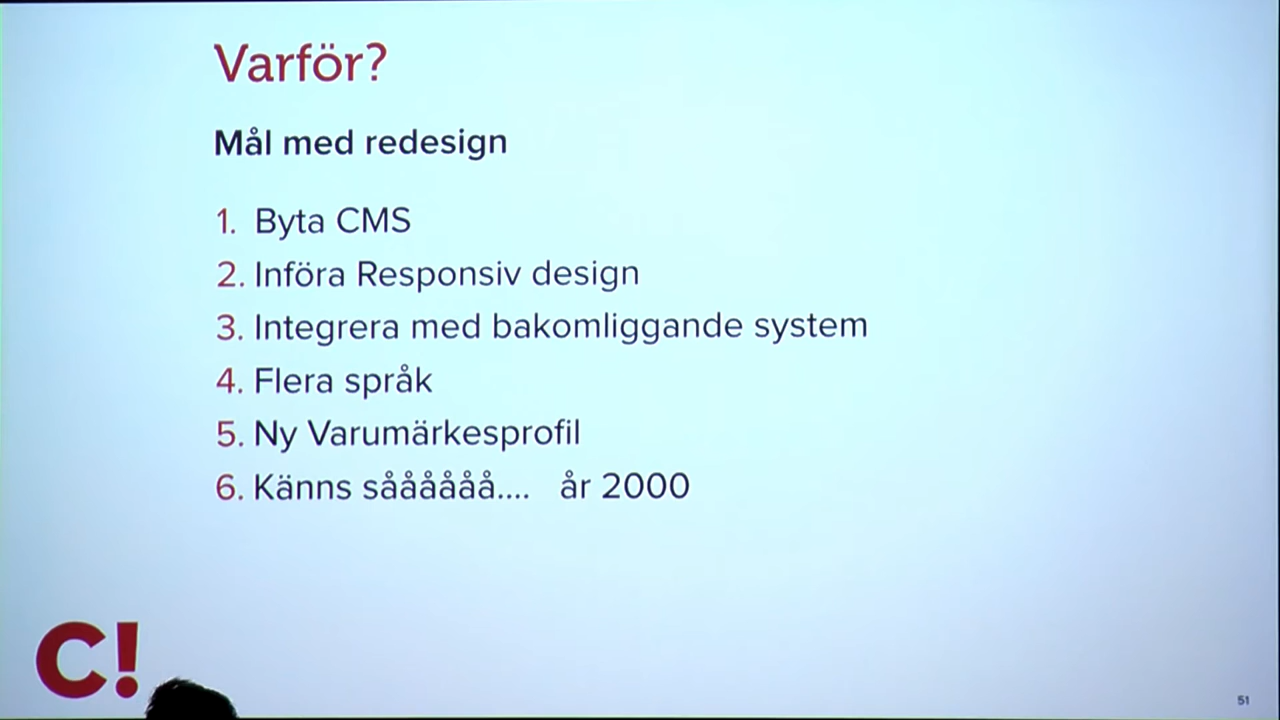 Varför?
Mål med redesign
1. Byta CMS
2. Införa Responsiv design
3. Integrera med bakomliggande system
4. Flera språk
5. Ny Varumärkesprofil
6. Känns såååååå.... år 2000
C!
51